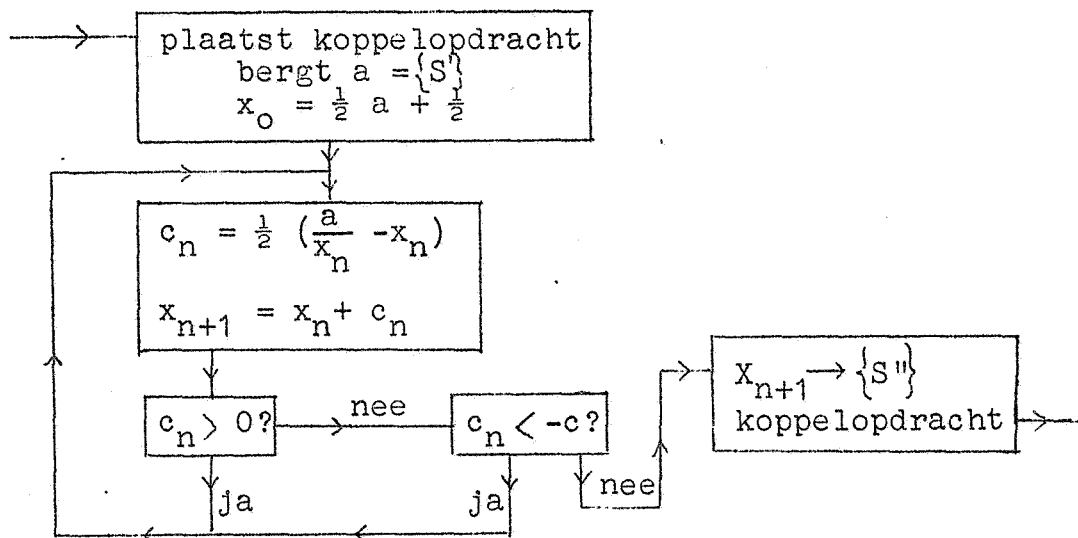 plaatst koppelopdracht
bergt a ={S'}
x₀ = ½ a + ½
cₙ = ½ (a/xₙ -xₙ)
xₙ₊₁ = xₙ+ cₙ
cₙ > 0?
nee
cₙ < -c?
ja
ja
nee
Xₙ₊₁ → {S"}
koppelopdracht